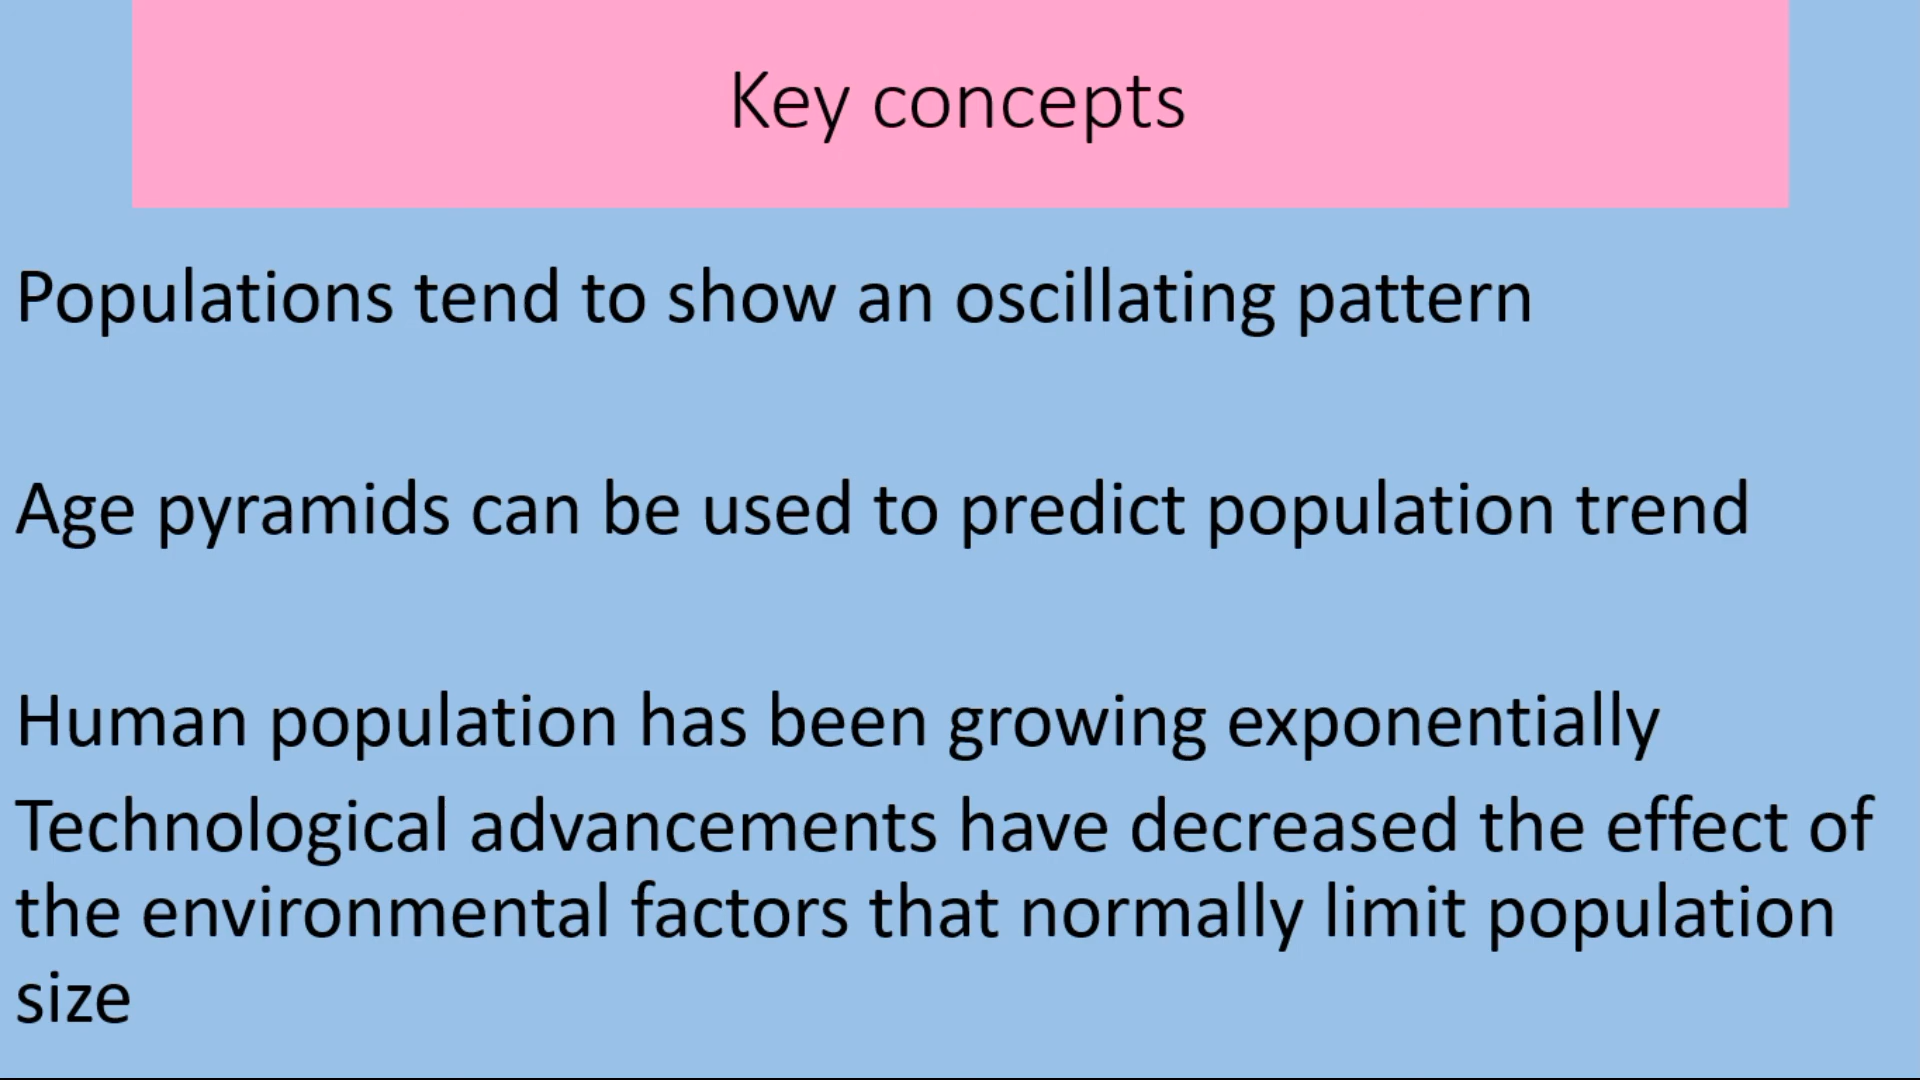 Key concepts
Populations tend to show an oscillating pattern
Age pyramids can be used to predict population trend
Human population has been growing exponentially
Technological advancements have decreased the effect of
the environmental factors that normally limit population
size